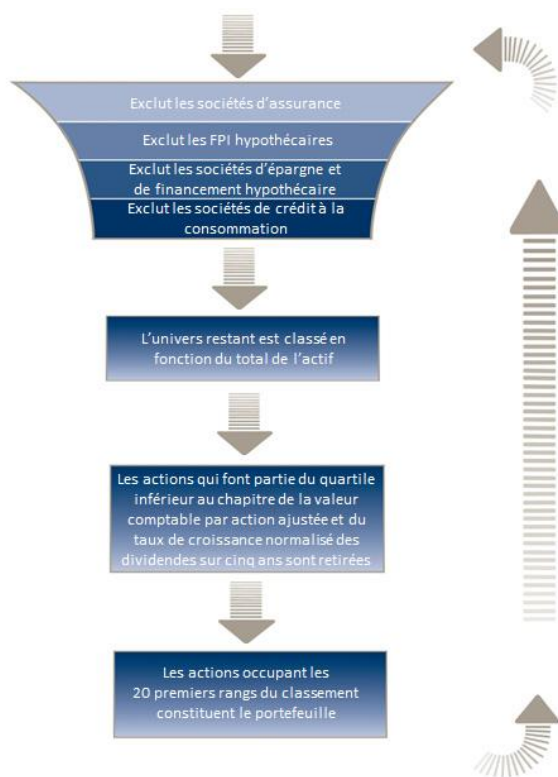 Exclut les sociétés d'assurance
Exclut les FPI hypothécaires
Exclut les sociétés d'épargne et
de financement hypothécaire
Exclut les sociétés de crédit à la
consommation
L'univers restant est classé en
fonction du total de l'actif
Les actions qui font partie du quartile
inférieur au chapitre de la valeur
comptable par action ajustée et du
taux de croissance normalisé des
dividendes sur cinq ans sont retirées
Les actions occupant les
20 premiers rangs du classement
constituent le portefeuille